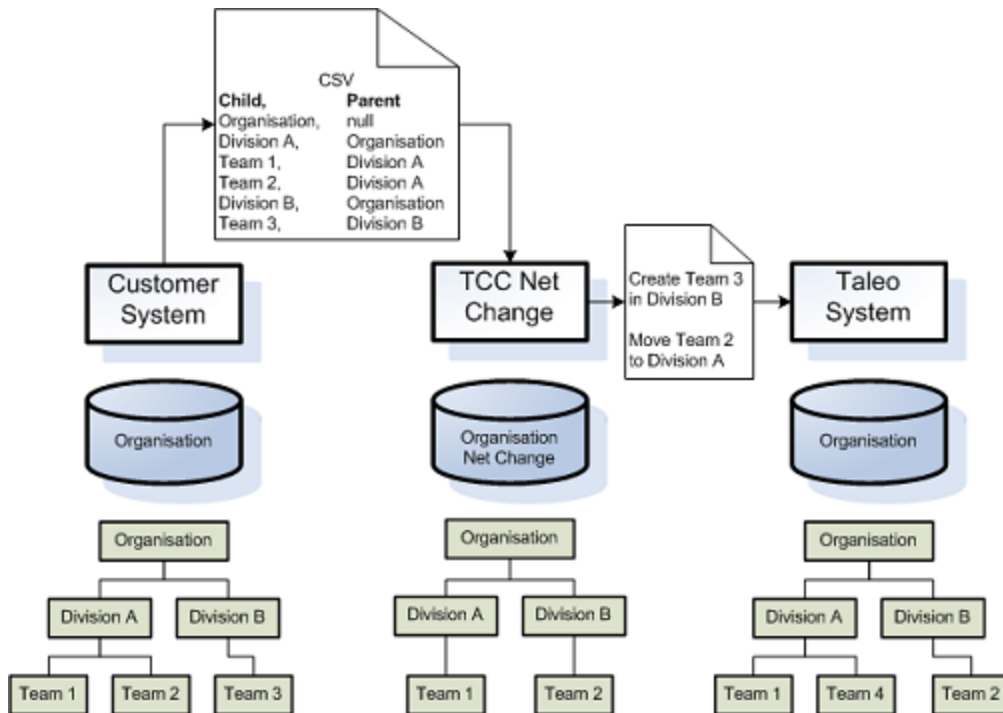 CSV
Child, Parent
Organisation, null
Division A, Organisation
Team 1, Division A
Team 2, Division A
Division B, Organisation
Team 3, Division B
Customer
System
TCC Net
Change
Create Team 3
in Division B
Move Team 2
to Division A
Taleo
System
Organisation
Organisation
Net Change
Organisation
Organisation
Division A
Division B
Team 1
Team 2
Team 3
Organisation
Division A
Division B
Team 1
Team 2
Organisation
Division A
Division B
Team 1
Team 4
Team 2